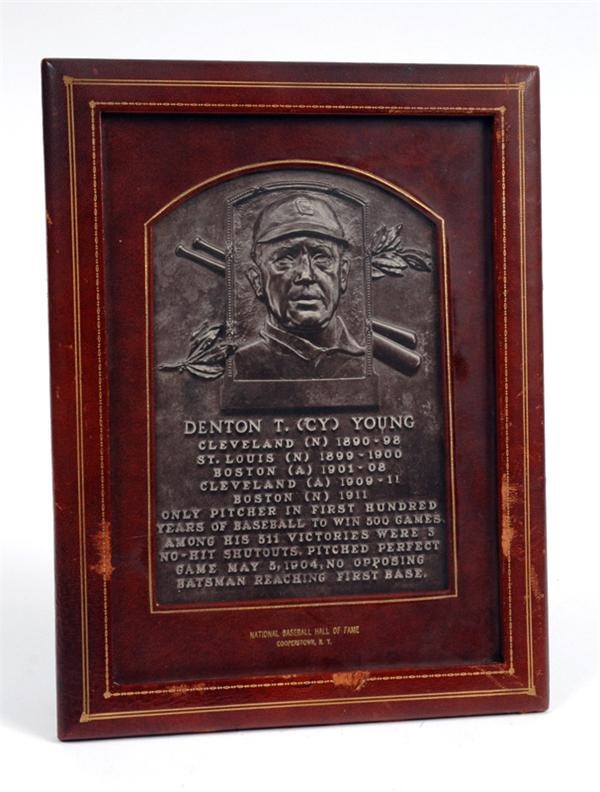 C
DENTON T. (CY) YOUNG
CLEVELAND (N) 1890-98
ST. LOUIS (N) 1899-1900
BOSTON (A) 1901-08
CLEVELAND (A) 1909-11
BOSTON (N) 1911
ONLY PITCHER IN FIRST HUNDRED
YEARS OF BASEBALL TO WIN 500 GAMES.
AMONG HIS 511 VICTORIES WERE 3
NO-HIT SHUTOUTS. PITCHED PERFECT
GAME MAY 5, 1904, NO OPPOSING
BATSMAN REACHING FIRST BASE.
NATIONAL BASEBALL HALL OF FAME
COOPERSTOWN, N. Y.